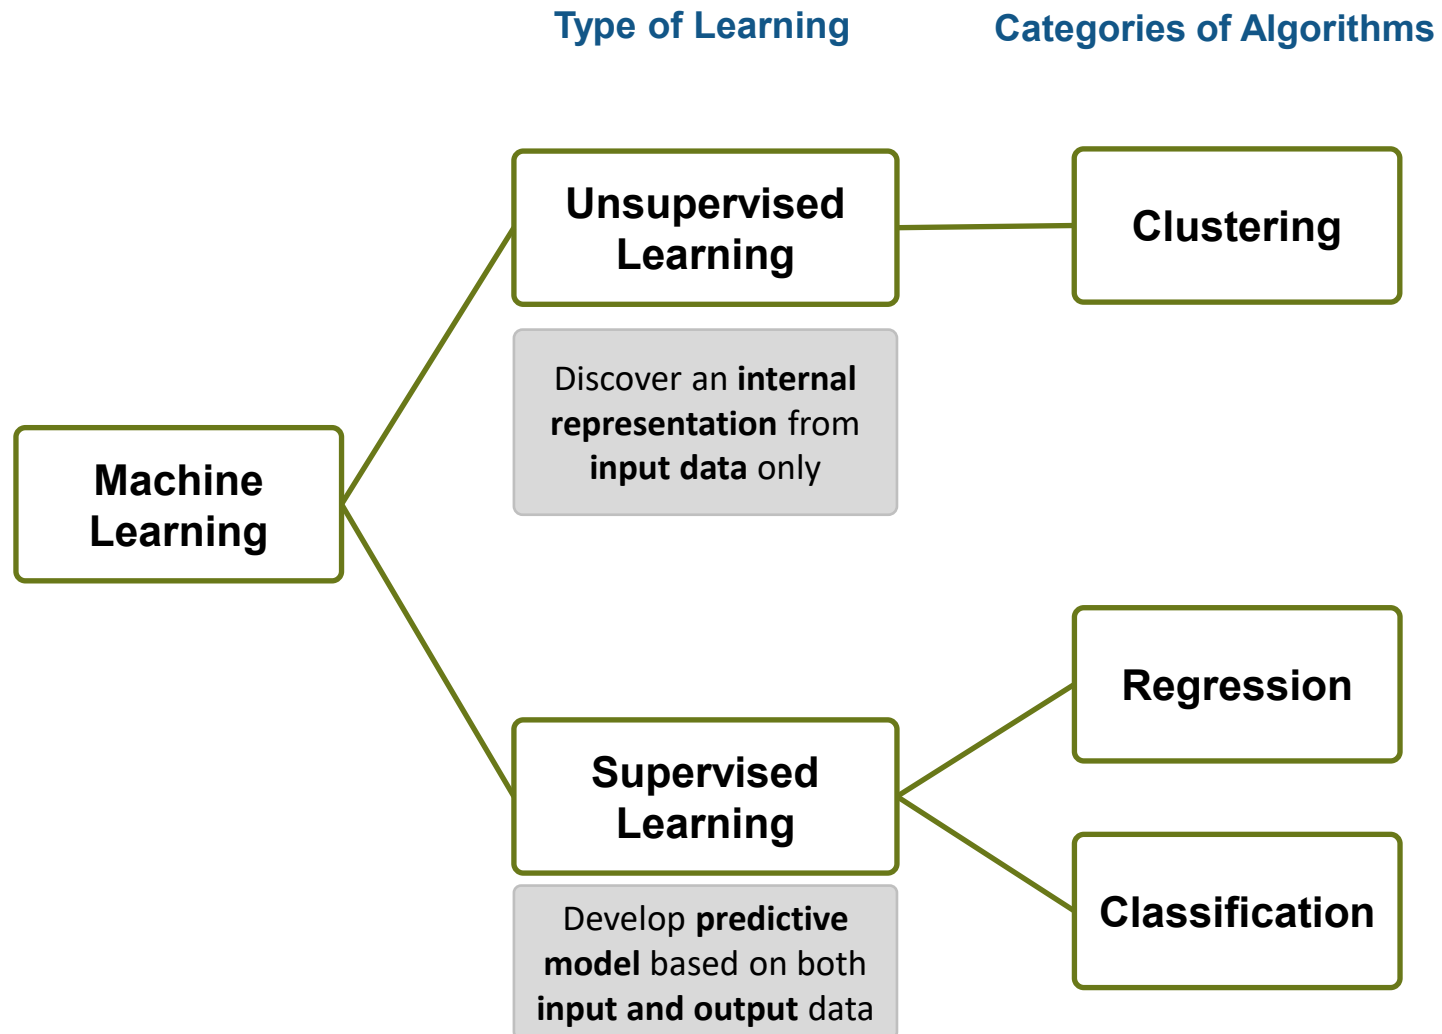 Type of Learning
Categories of Algorithms
Unsupervised
Learning
Clustering
Discover an internal
representation from
input data only
Machine
Learning
Regression
Supervised
Learning
Classification
Develop predictive
model based on both
input and output data